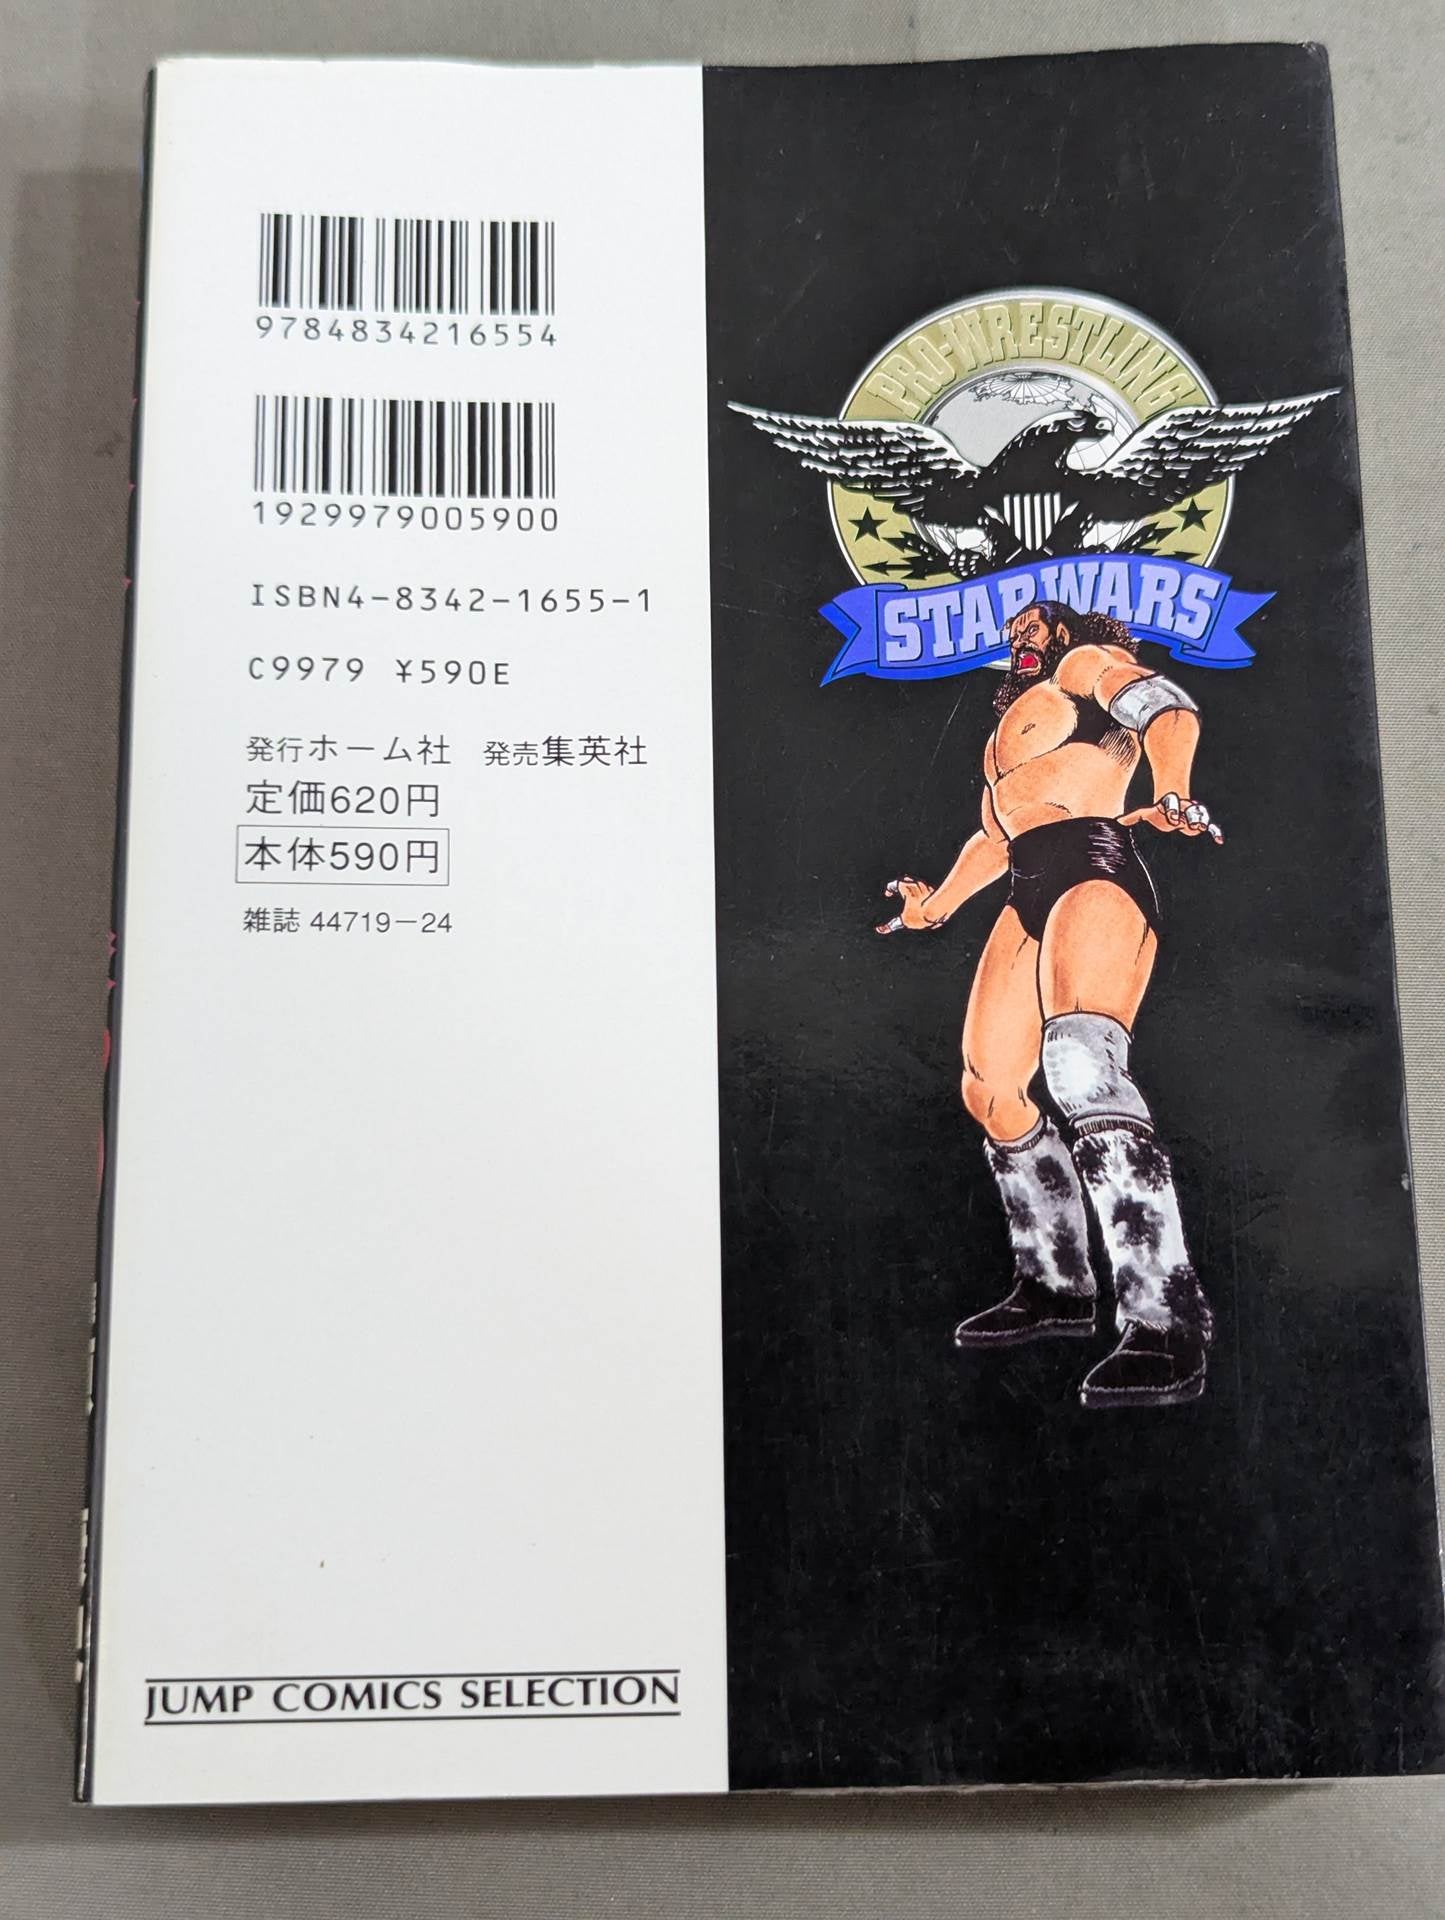 9784834216554
1929979005900
ISBN4-8342-1655-1
C9979 ¥590E
発行ホーム社 発売集英社
定価620円
本体590円
雑誌 44719-24
JUMP COMICS SELECTION
PRO-WRESTLING
STAR WARS